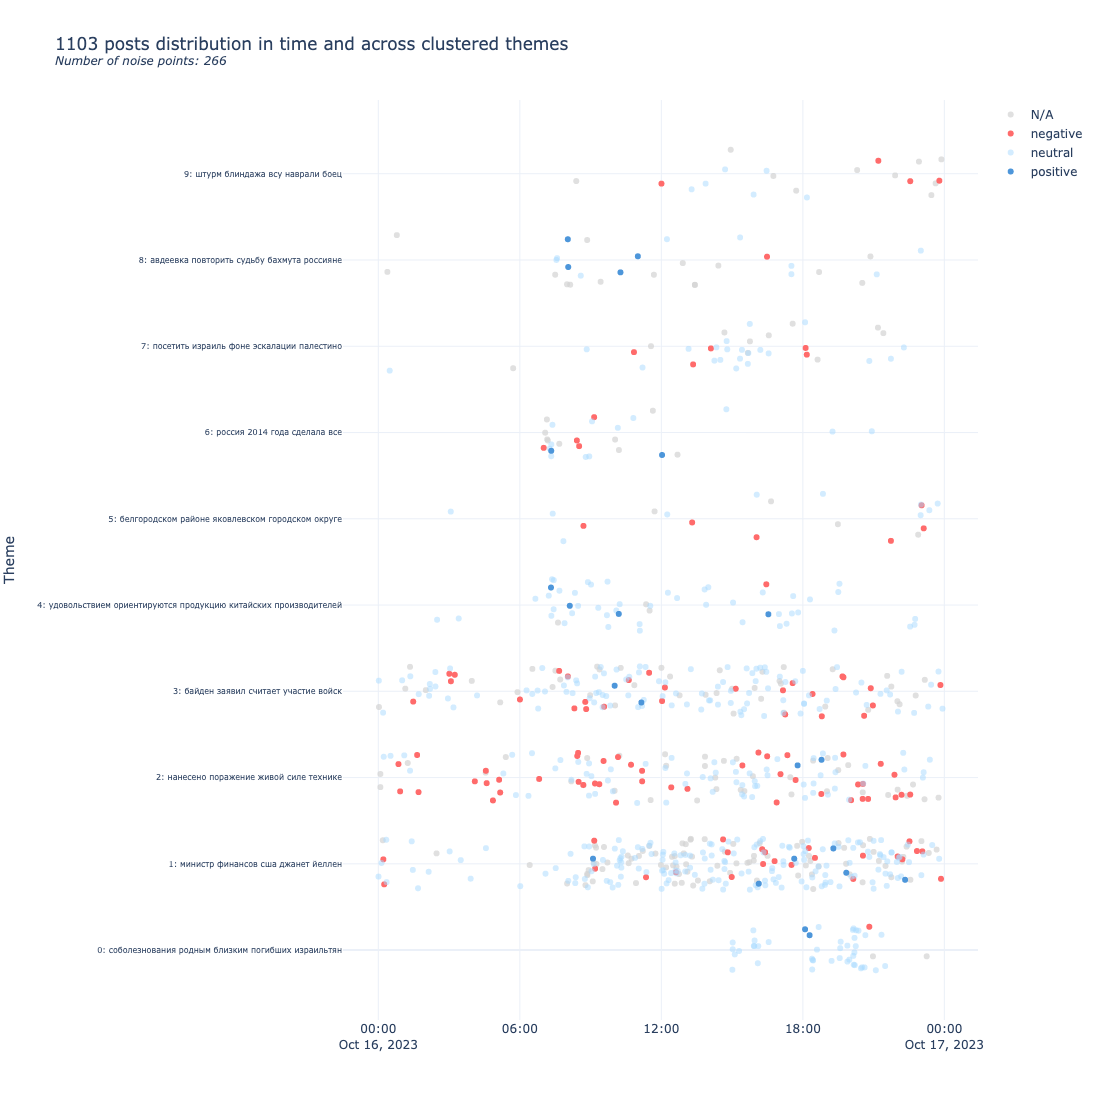 1103 posts distribution in time and across clustered themes
Number of noise points: 266
N/A
negative
neutral
positive
9: штурм блиндажа всу наврали боец
8: авдеевка повторить судьбу бахмута россияне
7: посетить израиль фоне эскалации палестино
6: россия 2014 года сделала все
5: белгородском районе яковлевском городском округе
4: удовольствием ориентируются продукцию китайских производителей
3: байден заявил считает участие войск
2: нанесено поражение живой силе технике
1: министр финансов сша джанет йеллен
0: соболезнования родным близким погибших израильтян
Theme
00:00 06:00 12:00 18:00 00:00
Oct 16, 2023 Oct 17, 2023